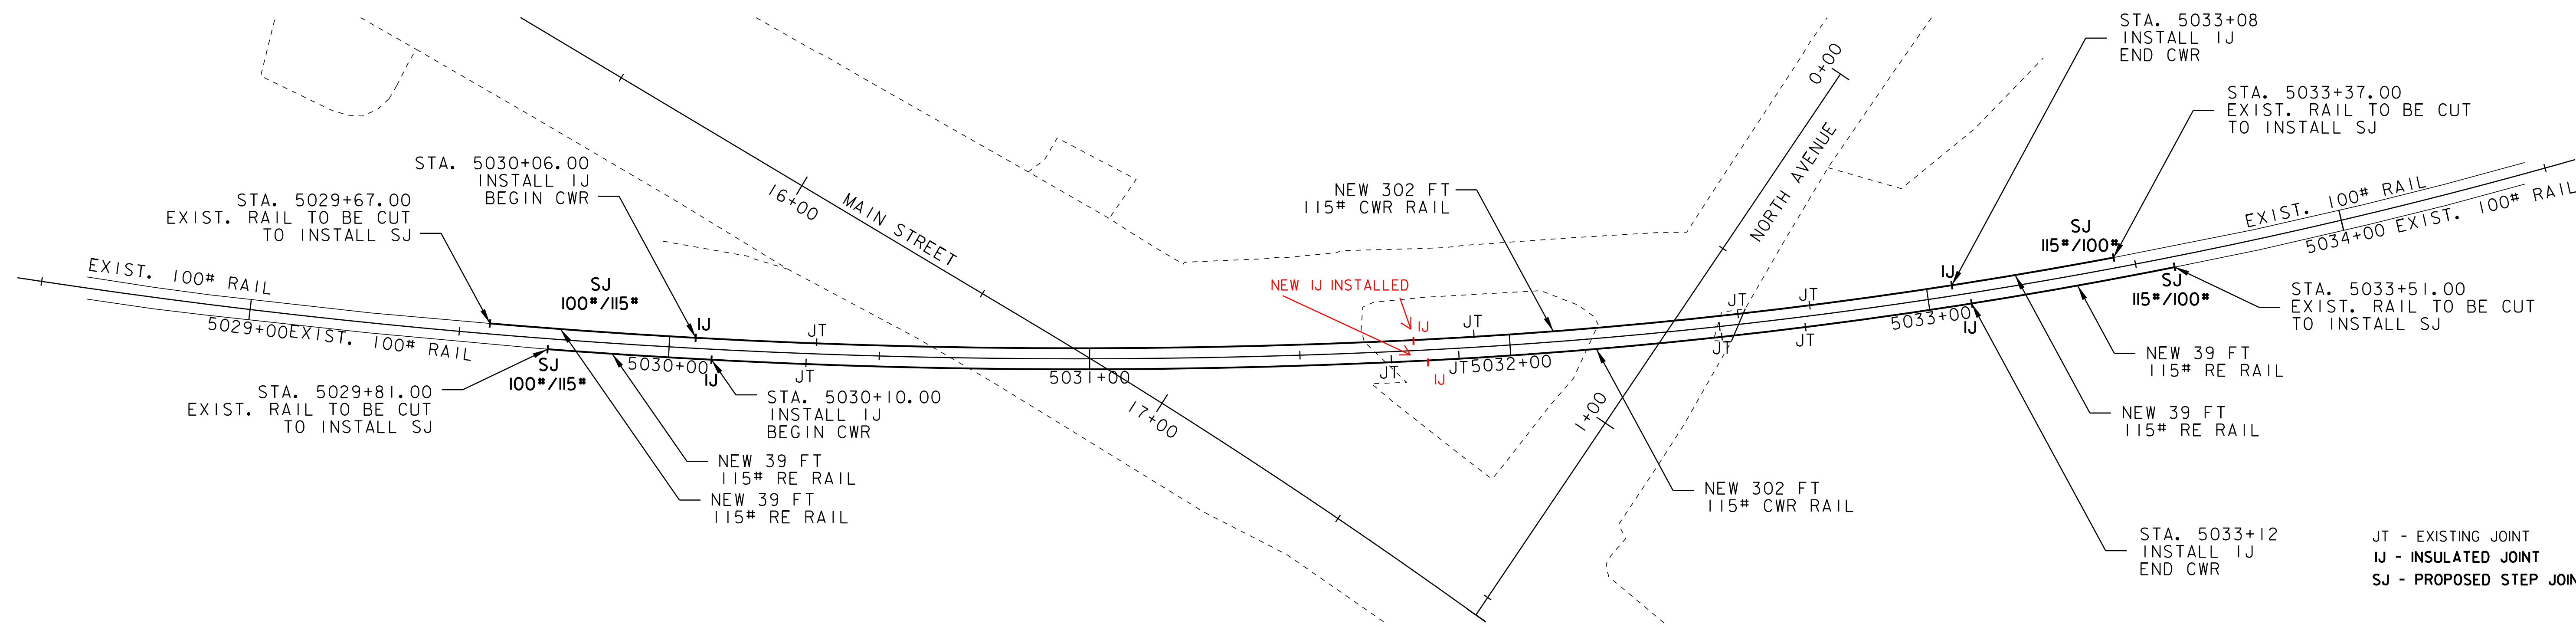 STA. 5033+08
INSTALL IJ
END CWR
0+00
STA. 5033+37.00
EXIST. RAIL TO BE CUT
TO INSTALL SJ
STA. 5030+06.00
INSTALL IJ
BEGIN CWR
NORTH AVENUE
STA. 5029+67.00
EXIST. RAIL TO BE CUT
TO INSTALL SJ
16+00
MAIN STREET
NEW 302 FT
115# CWR RAIL
EXIST. 100# RAIL
5034+00 EXIST. 100# RAIL
SJ
115#/100#
EXIST. 100# RAIL
SJ
100#/115#
NEW IJ INSTALLED
IJ
SJ
115#/100#
STA. 5033+51.00
EXIST. RAIL TO BE CUT
TO INSTALL SJ
5029+00 EXIST. 100# RAIL
IJ
JT
IJ
JT
JT
JT
5033+00
IJ
SJ
100#/115#
5030+00
IJ
JT
5031+00
JT
IJ
JT
5032+00
JT
JT
NEW 39 FT
115# RE RAIL
STA. 5029+81.00
EXIST. RAIL TO BE CUT
TO INSTALL SJ
STA. 5030+10.00
INSTALL IJ
BEGIN CWR
17+00
1+00
NEW 39 FT
115# RE RAIL
NEW 39 FT
115# RE RAIL
NEW 39 FT
115# RE RAIL
NEW 302 FT
115# CWR RAIL
STA. 5033+12
INSTALL IJ
END CWR
JT - EXISTING JOINT
IJ - INSULATED JOINT
SJ - PROPOSED STEP JOIN